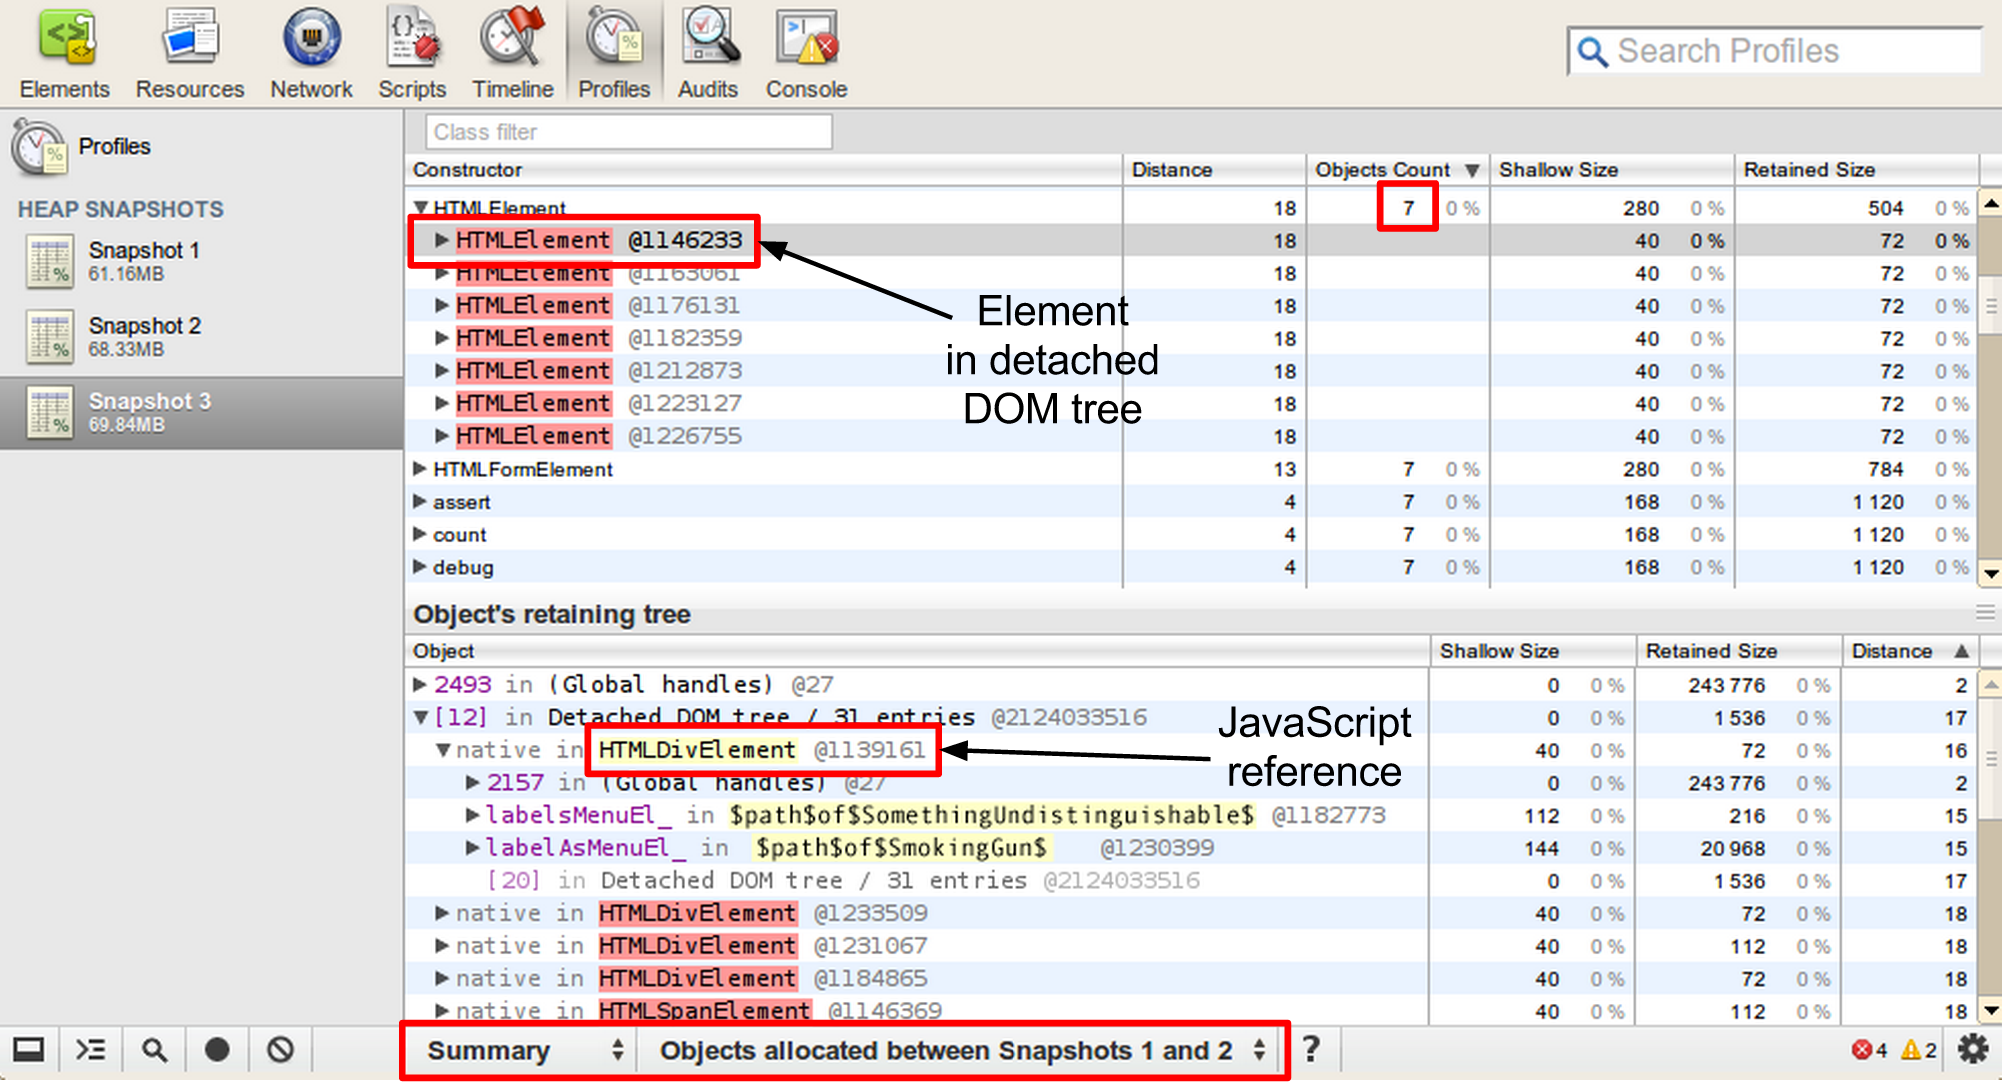 Elements Resources Network Scripts Timeline Profiles Audits Console
Search Profiles
Profiles
HEAP SNAPSHOTS
Snapshot 1
61.16MB
Snapshot 2
68.33MB
Snapshot 3
69.84MB
Class filter
Constructor Distance Objects Count ▼ Shallow Size Retained Size
▼HTMLElement 18 7 0 % 280 0 % 504 0 %
▶HTMLElement @1146233 18 40 0 % 72 0 %
▶HTMLElement @1163061 18 40 0 % 72 0 %
▶HTMLElement @1176131 18 40 0 % 72 0 %
▶HTMLElement @1182359 18 40 0 % 72 0 %
▶HTMLElement @1212873 18 40 0 % 72 0 %
▶HTMLElement @1223127 18 40 0 % 72 0 %
▶HTMLElement @1226755 18 40 0 % 72 0 %
▶HTMLFormElement 13 7 0 % 280 0 % 784 0 %
▶assert 4 7 0 % 168 0 % 1 120 0 %
▶count 4 7 0 % 168 0 % 1 120 0 %
▶debug 4 7 0 % 168 0 % 1 120 0 %
Element
in detached
DOM tree
Object's retaining tree
Object Shallow Size Retained Size Distance ▲
▶2493 in (Global handles) @27 0 0 % 243 776 0 % 2
▼[12] in Detached DOM tree / 31 entries @2124033516 0 0 % 1 536 0 % 17
▼native in HTMLDivElement @1139161 40 0 % 72 0 % 16
▶2157 in (Global handles) @27 0 0 % 243 776 0 % 2
▶labelsMenuEl_ in $path$of$SomethingUndistinguishable$ @1182773 112 0 % 216 0 % 15
▶labelAsMenuEl_ in $path$of$SmokingGun$ @1230399 144 0 % 20 968 0 % 15
[20] in Detached DOM tree / 31 entries @2124033516 0 0 % 1 536 0 % 17
▶native in HTMLDivElement @1233509 40 0 % 72 0 % 18
▶native in HTMLDivElement @1231067 40 0 % 112 0 % 18
▶native in HTMLDivElement @1184865 40 0 % 72 0 % 18
▶native in HTMLSpanElement @1146369 40 0 % 112 0 % 18
JavaScript
reference
Summary Objects allocated between Snapshots 1 and 2 ? 4 2